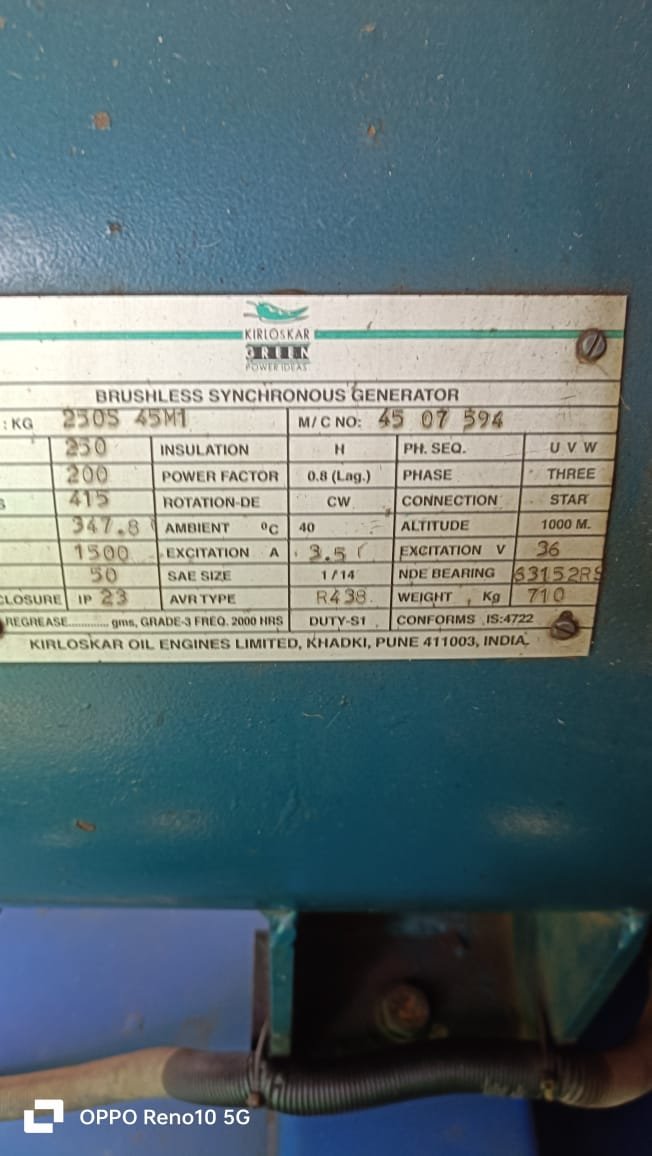 KIRLOSKAR
GREEN
POWER IDEAS
BRUSHLESS SYNCHRONOUS GENERATOR
: KG 250S 45M1 M/C NO: 45 07 594
250 INSULATION H PH. SEQ. U V W
200 POWER FACTOR 0.8 (Lag.) PHASE THREE
S 415 ROTATION-DE CW CONNECTION STAR
347.8 AMBIENT ºC 40 ALTITUDE 1000 M.
1500 EXCITATION A 3.5 EXCITATION V 36
50 SAE SIZE 1 / 14 NDE BEARING 63152RS
CLOSURE IP 23 AVR TYPE R438 WEIGHT Kg 710
REGREASE............ gms, GRADE-3 FREQ. 2000 HRS DUTY-S1 CONFORMS IS:4722
KIRLOSKAR OIL ENGINES LIMITED, KHADKI, PUNE 411003, INDIA.
OPPO Reno10 5G